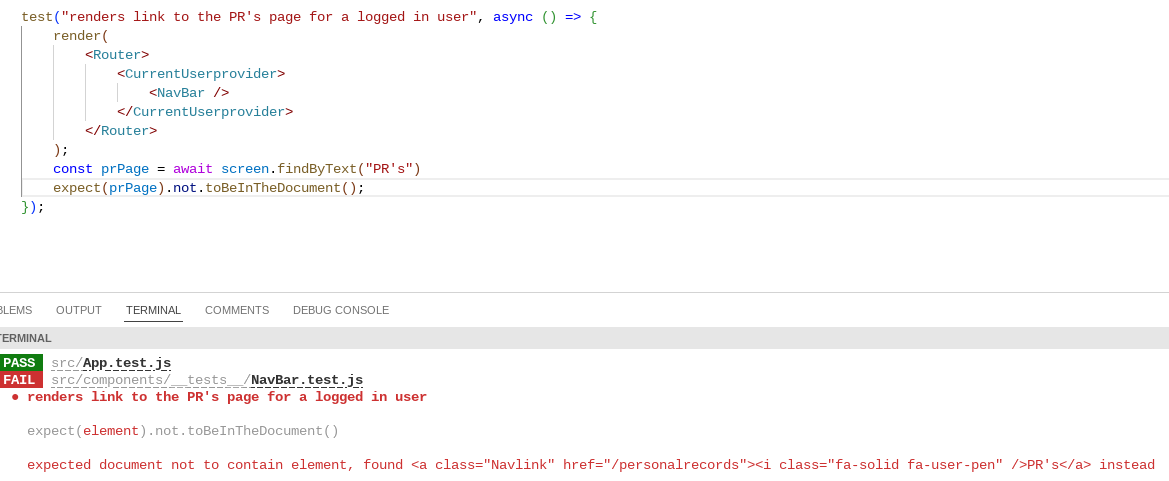 test("renders link to the PR's page for a logged in user", async () => {
render(
<Router>
<CurrentUserprovider>
<NavBar />
</CurrentUserprovider>
</Router>
);
const prPage = await screen.findByText("PR's")
expect(prPage).not.toBeInTheDocument();
});
BLEMS OUTPUT TERMINAL COMMENTS DEBUG CONSOLE
TERMINAL
PASS src/App.test.js
FAIL src/components/__tests__/NavBar.test.js
● renders link to the PR's page for a logged in user
expect(element).not.toBeInTheDocument()
expected document not to contain element, found <a class="Navlink" href="/personalrecords"><i class="fa-solid fa-user-pen" />PR's</a> instead